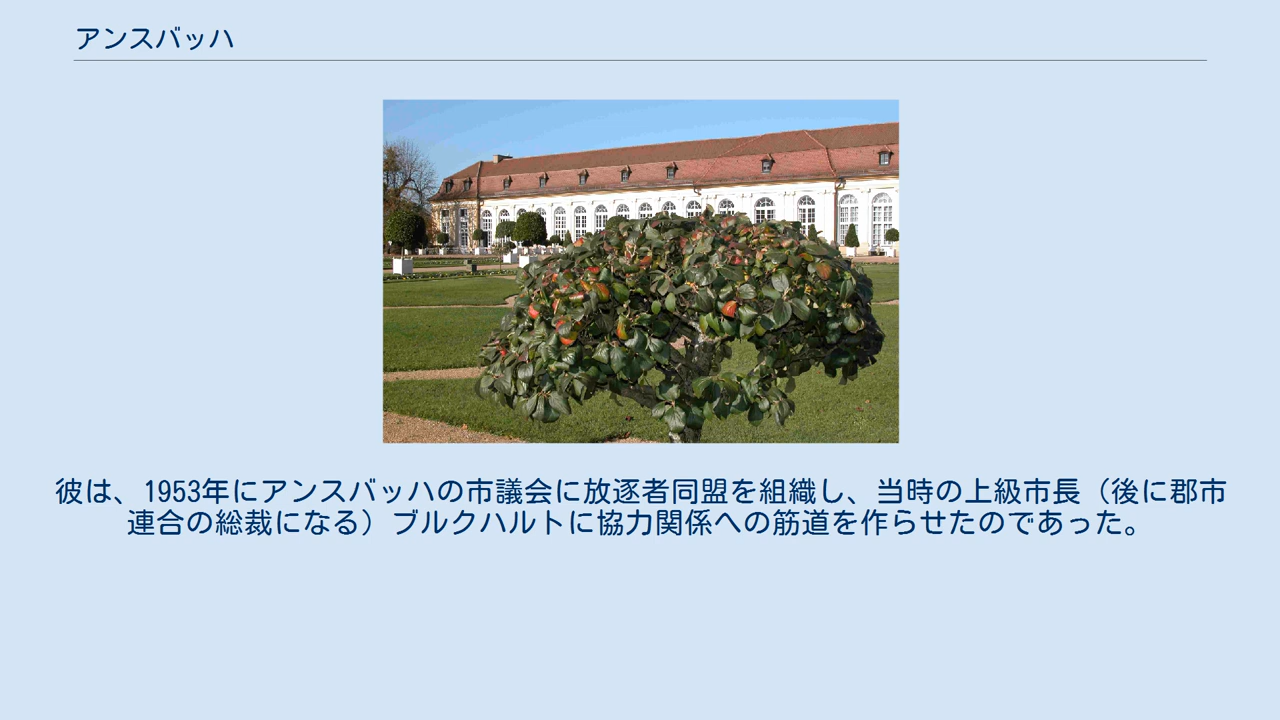 アンスバッハ
彼は、1953年にアンスバッハの市議会に放逐者同盟を組織し、当時の上級市長（後に郡市
連合の総裁になる）ブルクハルトに協力関係への筋道を作らせたのであった。